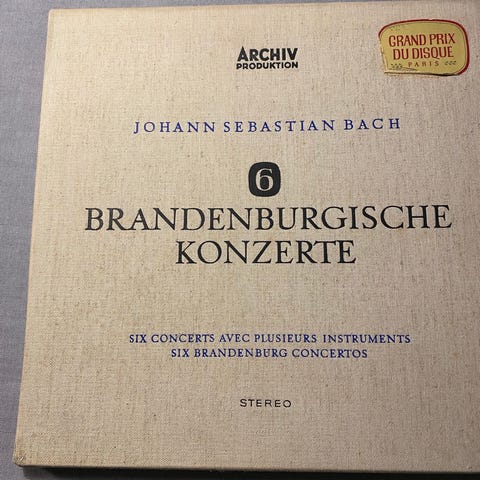 ARCHIV
PRODUKTION
GRAND PRIX
DU DISQUE
PARIS
JOHANN SEBASTIAN BACH
6
BRANDENBURGISCHE
KONZERTE
SIX CONCERTS AVEC PLUSIEURS INSTRUMENTS
SIX BRANDENBURG CONCERTOS
STEREO